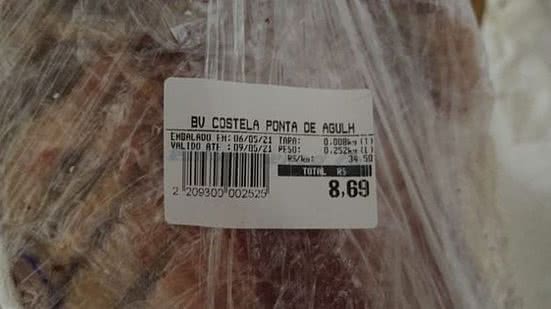 BV COSTELA PONTA DE AGULH
EMBALADO EM: 06/05/21 TARA: 0.008kg (T)
VALIDO ATE : 09/05/21 PESO: 0.252kg (L)
R$/kg: 34.50
TOTAL R$
8,69
2 209300 002525